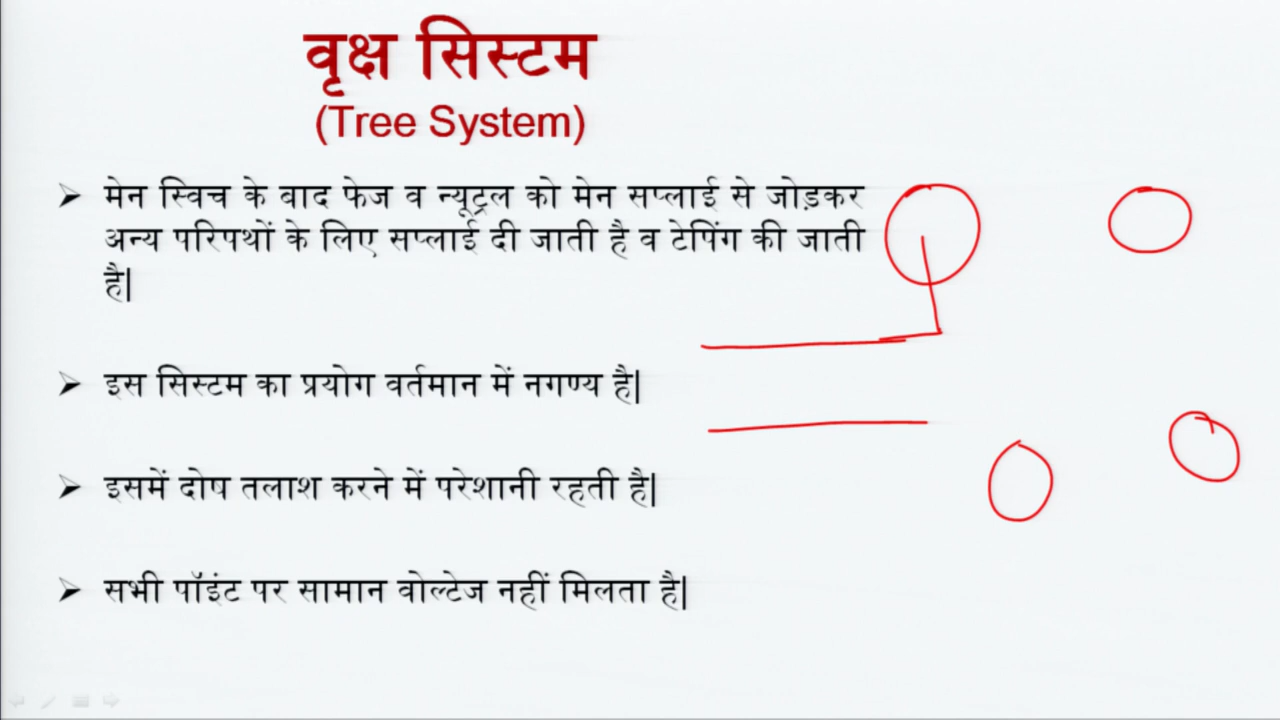 वृक्ष सिस्टम
(Tree System)
➢ मेन स्विच के बाद फेज व न्यूट्रल को मेन सप्लाई से जोड़कर
अन्य परिपथों के लिए सप्लाई दी जाती है व टेपिंग की जाती
है|
➢ इस सिस्टम का प्रयोग वर्तमान में नगण्य है|
➢ इसमें दोष तलाश करने में परेशानी रहती है|
➢ सभी पॉइंट पर सामान वोल्टेज नहीं मिलता है|